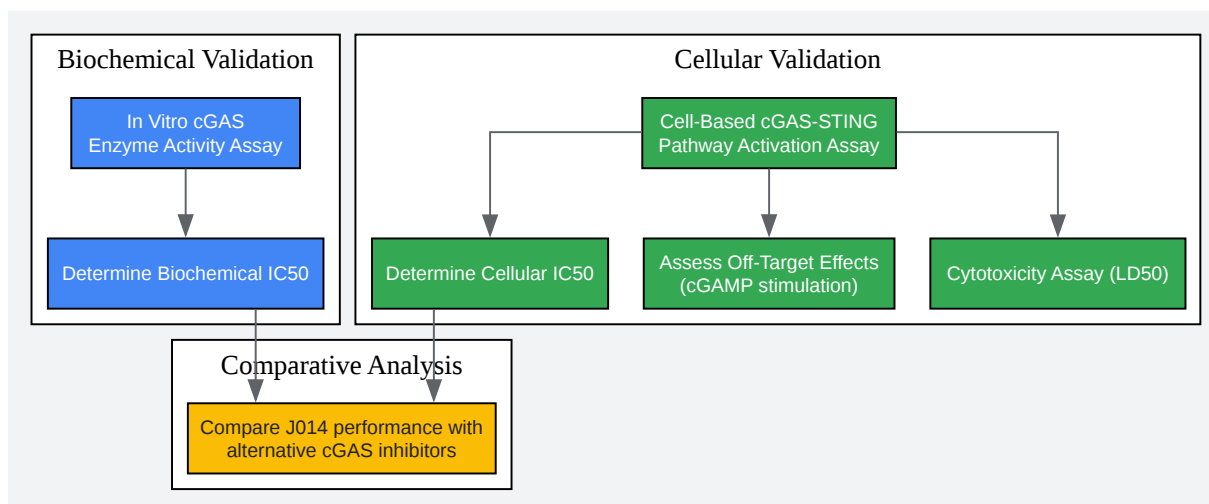 Biochemical Validation
In Vitro cGAS
Enzyme Activity Assay
Determine Biochemical IC50
Cellular Validation
Cell-Based cGAS-STING
Pathway Activation Assay
Determine Cellular IC50
Assess Off-Target Effects
(cGAMP stimulation)
Cytotoxicity Assay (LD50)
Comparative Analysis
Compare J014 performance with
alternative cGAS inhibitors